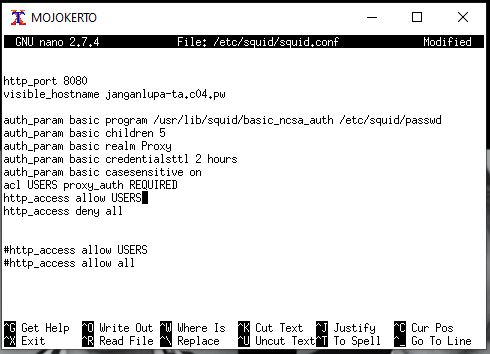 MOJOKERTO
GNU nano 2.7.4 File: /etc/squid/squid.conf Modified
http_port 8080
visible_hostname janganlupa-ta.c04.pw
auth_param basic program /usr/lib/squid/basic_ncsa_auth /etc/squid/passwd
auth_param basic children 5
auth_param basic realm Proxy
auth_param basic credentialsttl 2 hours
auth_param basic casesensitive on
acl USERS proxy_auth REQUIRED
http_access allow USERS
http_access deny all
#http_access allow USERS
#http_access allow all
^G Get Help ^O Write Out ^W Where Is ^K Cut Text ^J Justify ^C Cur Pos
^X Exit ^R Read File ^\ Replace ^U Uncut Text ^T To Spell ^_ Go To Line